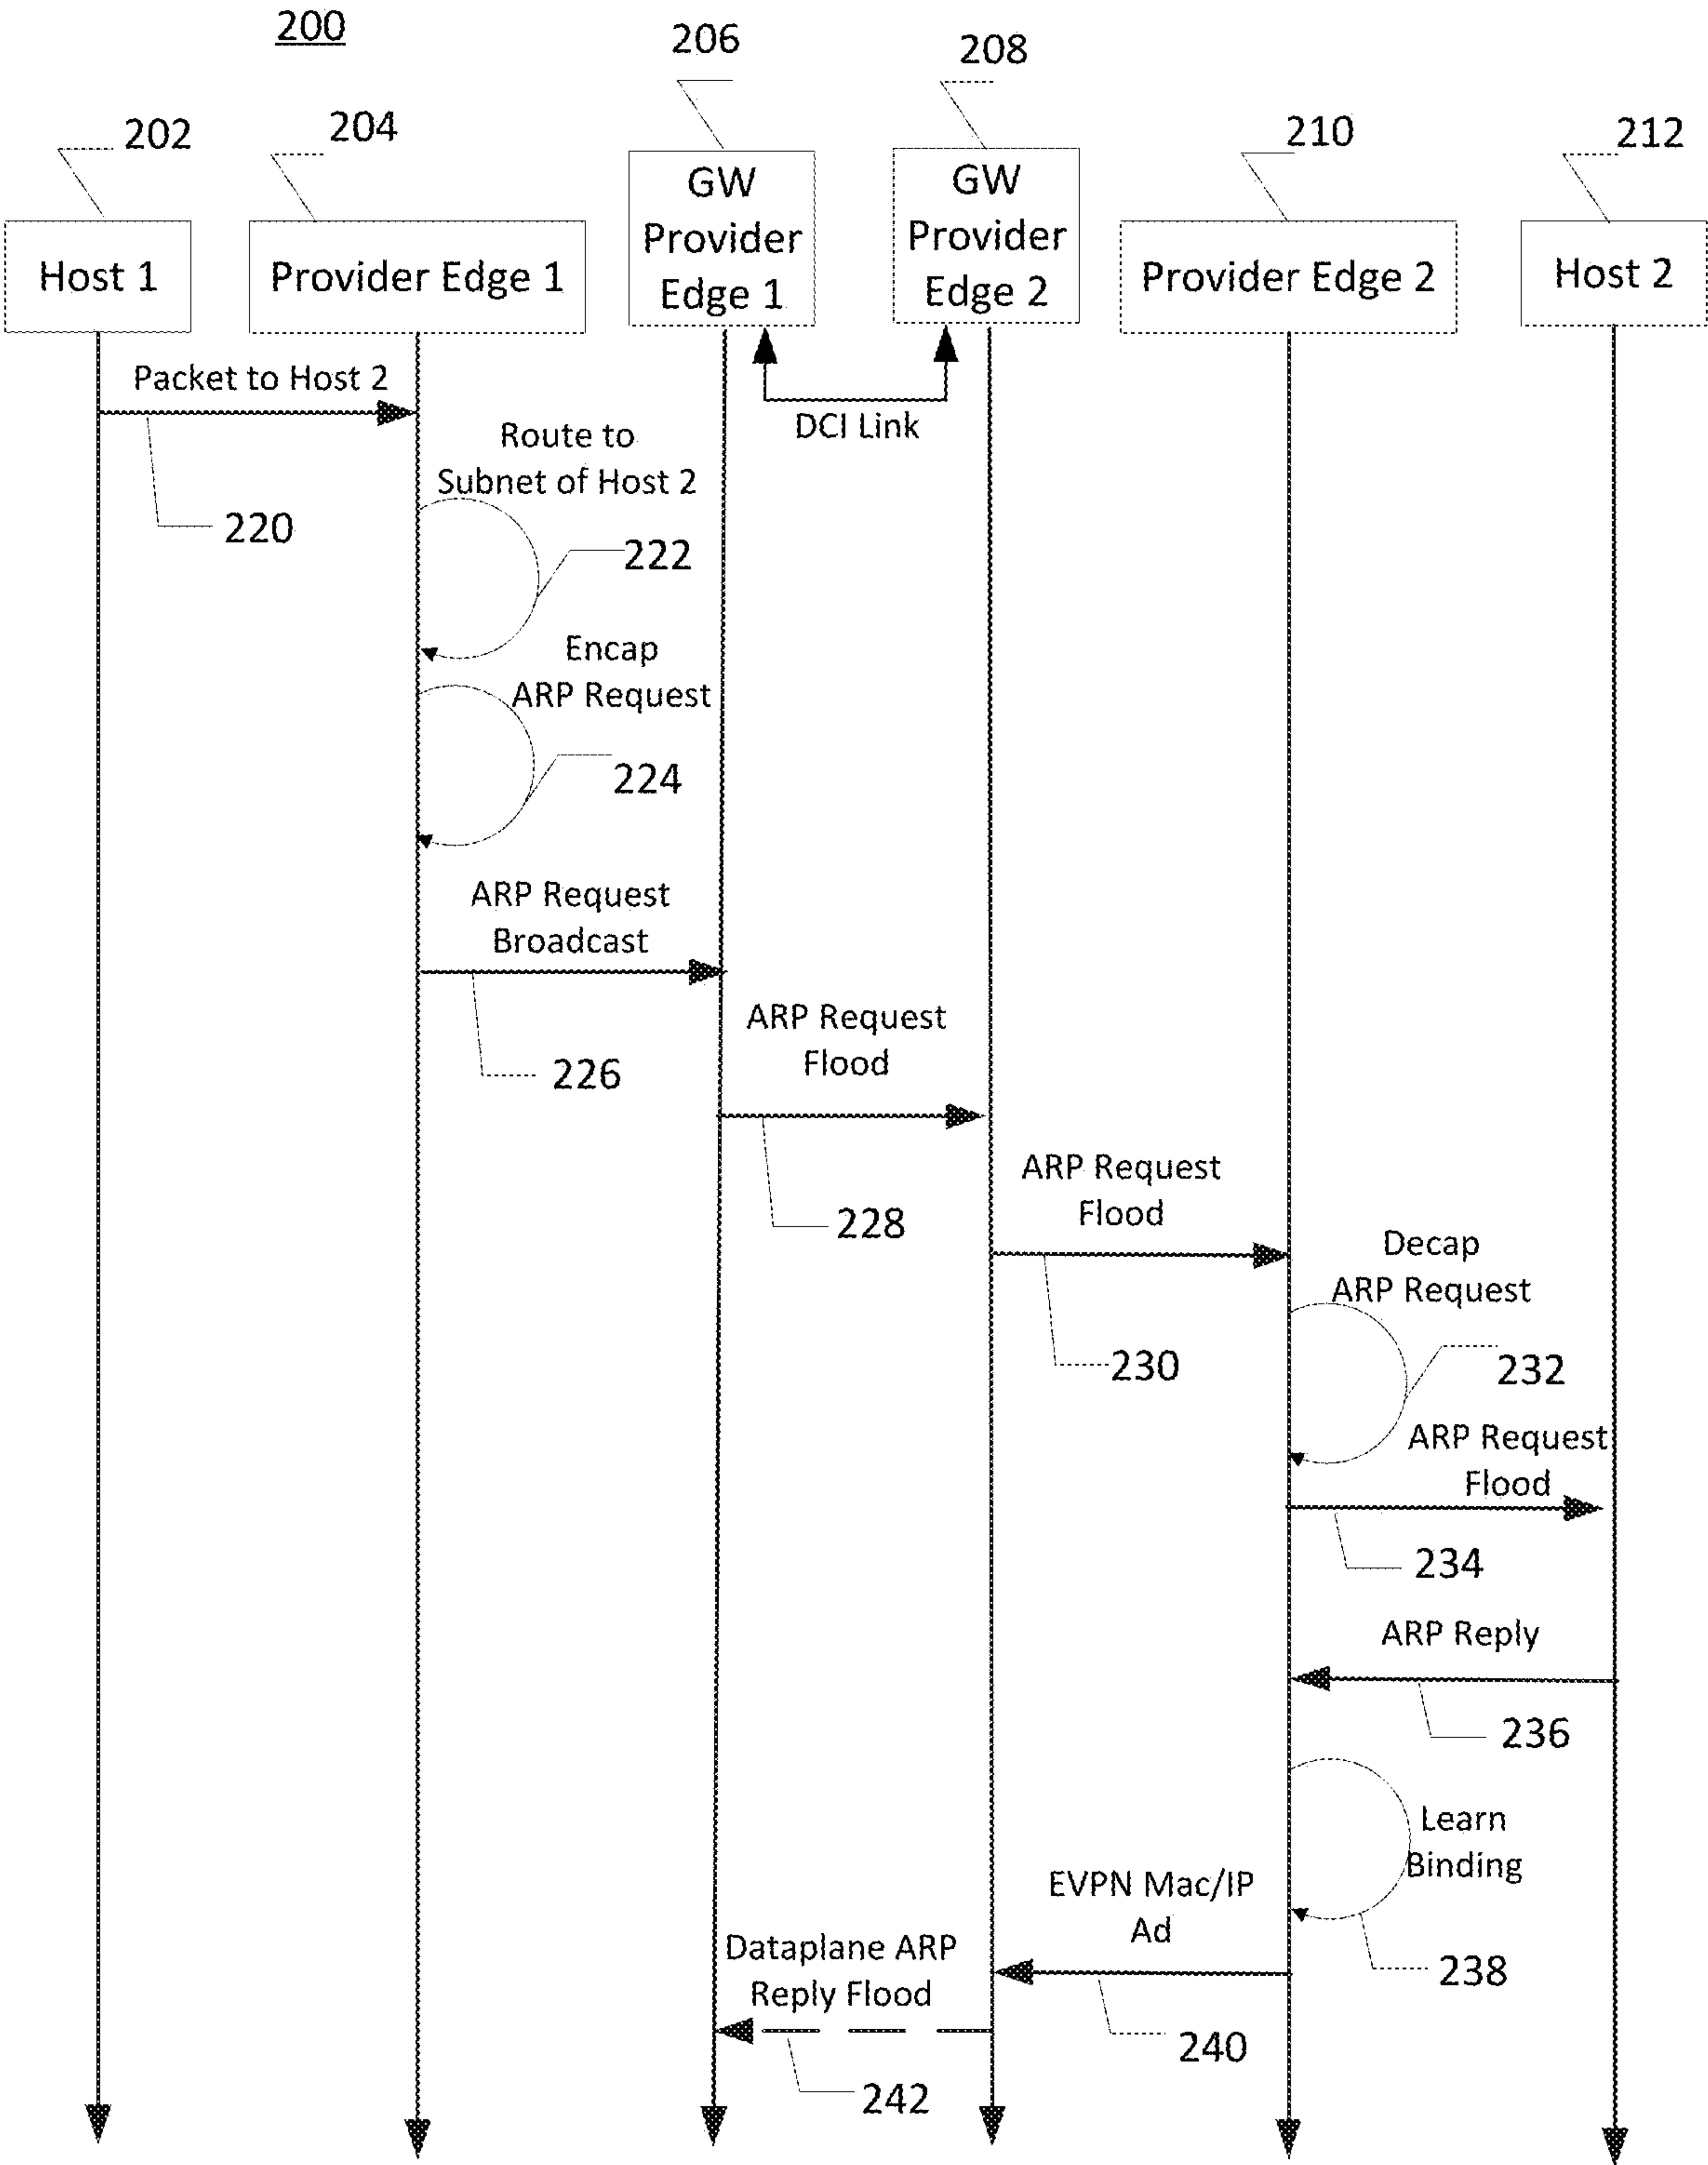 200
206
208
202
204
210
212
Host 1
Provider Edge 1
GW
Provider
Edge 1
GW
Provider
Edge 2
Provider Edge 2
Host 2
Packet to Host 2
DCI Link
220
Route to
Subnet of Host 2
222
Encap
ARP Request
224
ARP Request
Broadcast
226
ARP Request
Flood
228
ARP Request
Flood
230
Decap
ARP Request
232
ARP Request
Flood
234
ARP Reply
236
Learn
Binding
238
EVPN Mac/IP
Ad
240
Dataplane ARP
Reply Flood
242